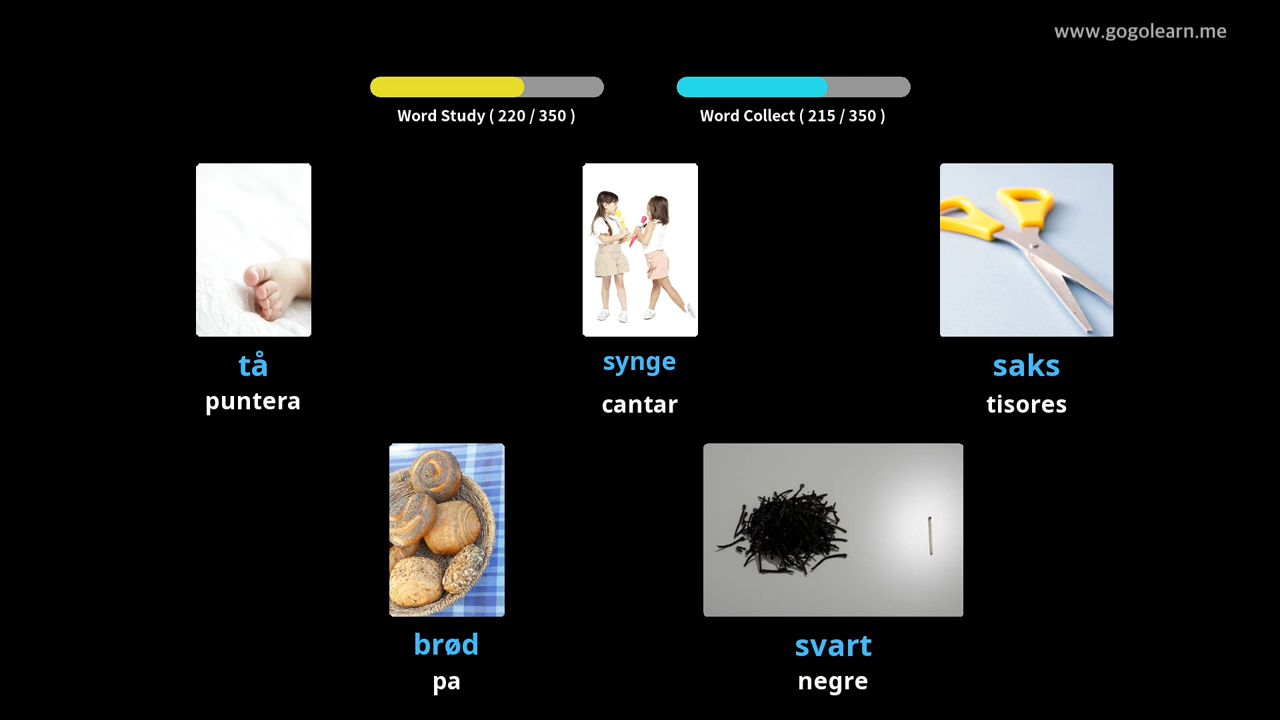 www.gogolearn.me
Word Study ( 220 / 350 )
Word Collect ( 215 / 350 )
tå
puntera
synge
cantar
saks
tisores
brød
pa
svart
negre